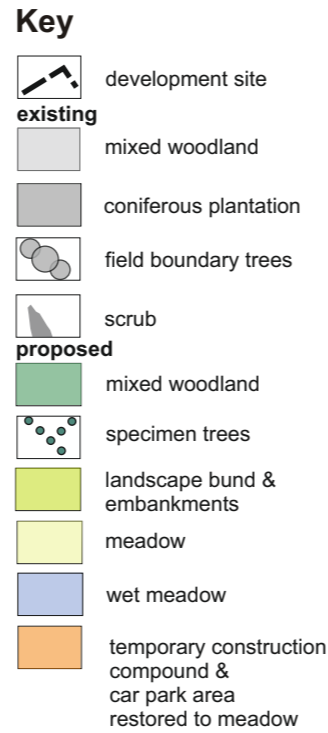 Key
development site
existing
mixed woodland
coniferous plantation
field boundary trees
scrub
proposed
mixed woodland
specimen trees
landscape bund &
embankments
meadow
wet meadow
temporary construction
compound &
car park area
restored to meadow